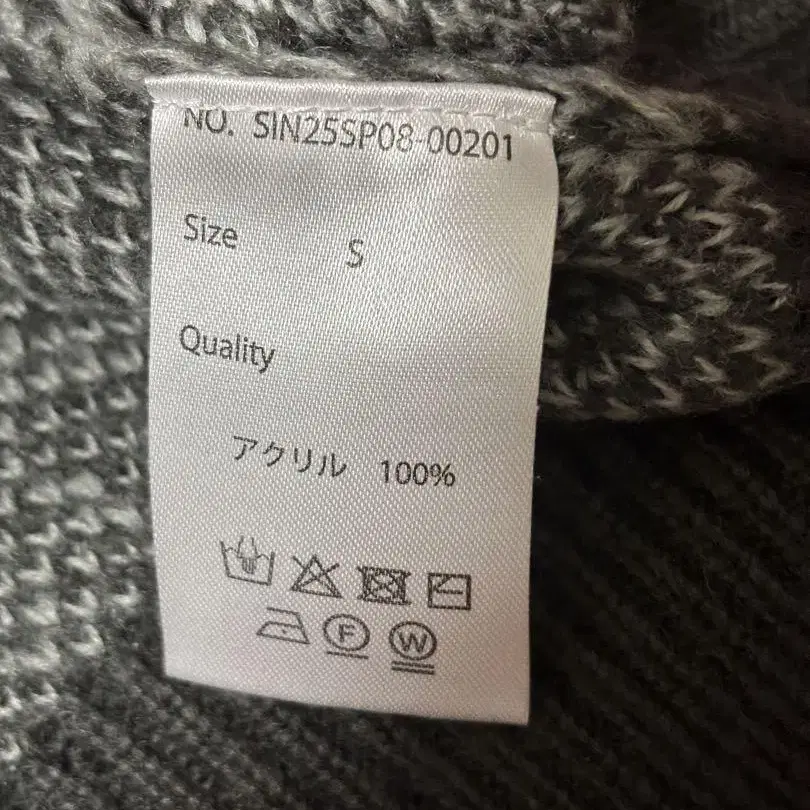 NO. SIN25SP08-00201
Size S
Quality
アクリル 100%
F W